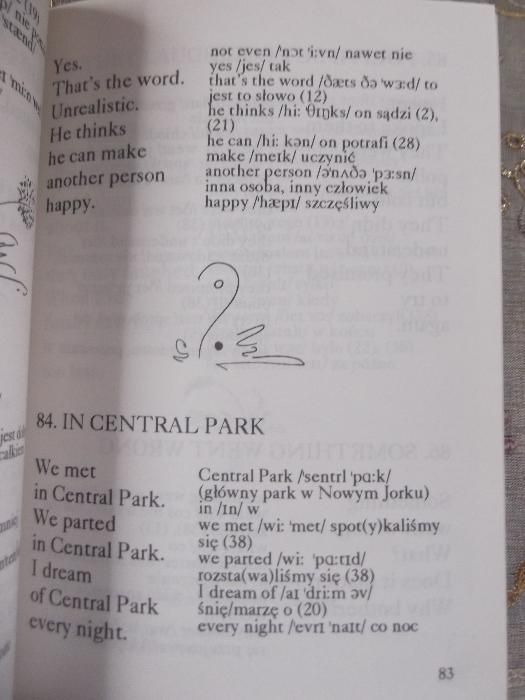 not even /nɔt 'i:vn/ nawet nie
Yes.
yes /jes/ tak
That's the word.
that's the word /ðæts ðə 'wɜ:d/ to
jest to słowo (12)
Unrealistic.
he thinks /hi: 'θɪŋks/ on sądzi (2),
(21)
He thinks
he can make
he can /hi: kən/ on potrafi (28)
make /meɪk/ uczynić
another person
another person /ə'nʌðə 'pɜ:sn/
inna osoba, inny człowiek
happy.
happy /'hæpɪ/ szczęśliwy
84. IN CENTRAL PARK
We met
in Central Park.
We parted
in Central Park.
I dream
of Central Park
every night.
Central Park /'sentrl 'pɑ:k/
(główny park w Nowym Jorku)
in /ɪn/ w
we met /wi: 'met/ spot(y)kaliśmy
się (38)
we parted /wi: 'pɑ:tɪd/
rozsta(wa)liśmy się (38)
I dream of /aɪ 'dri:m əv/
śnię/marzę o (20)
every night /'evrɪ 'naɪt/ co noc
83